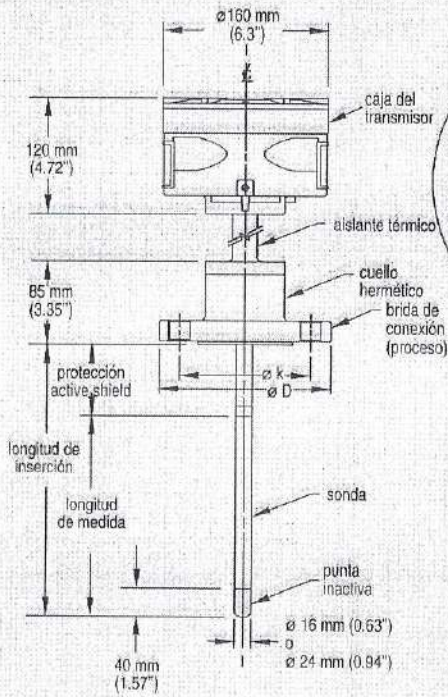 ø160 mm
(6.3")
caja del
transmisor
120 mm
(4.72")
aislante térmico
cuello
hermético
85 mm
(3.35")
brida de
conexión
(proceso)
protección
active shield
ø k
ø D
longitud de
inserción
longitud
de medida
sonda
punta
inactiva
ø 16 mm (0.63")
o
ø 24 mm (0.94")
40 mm
(1.57")